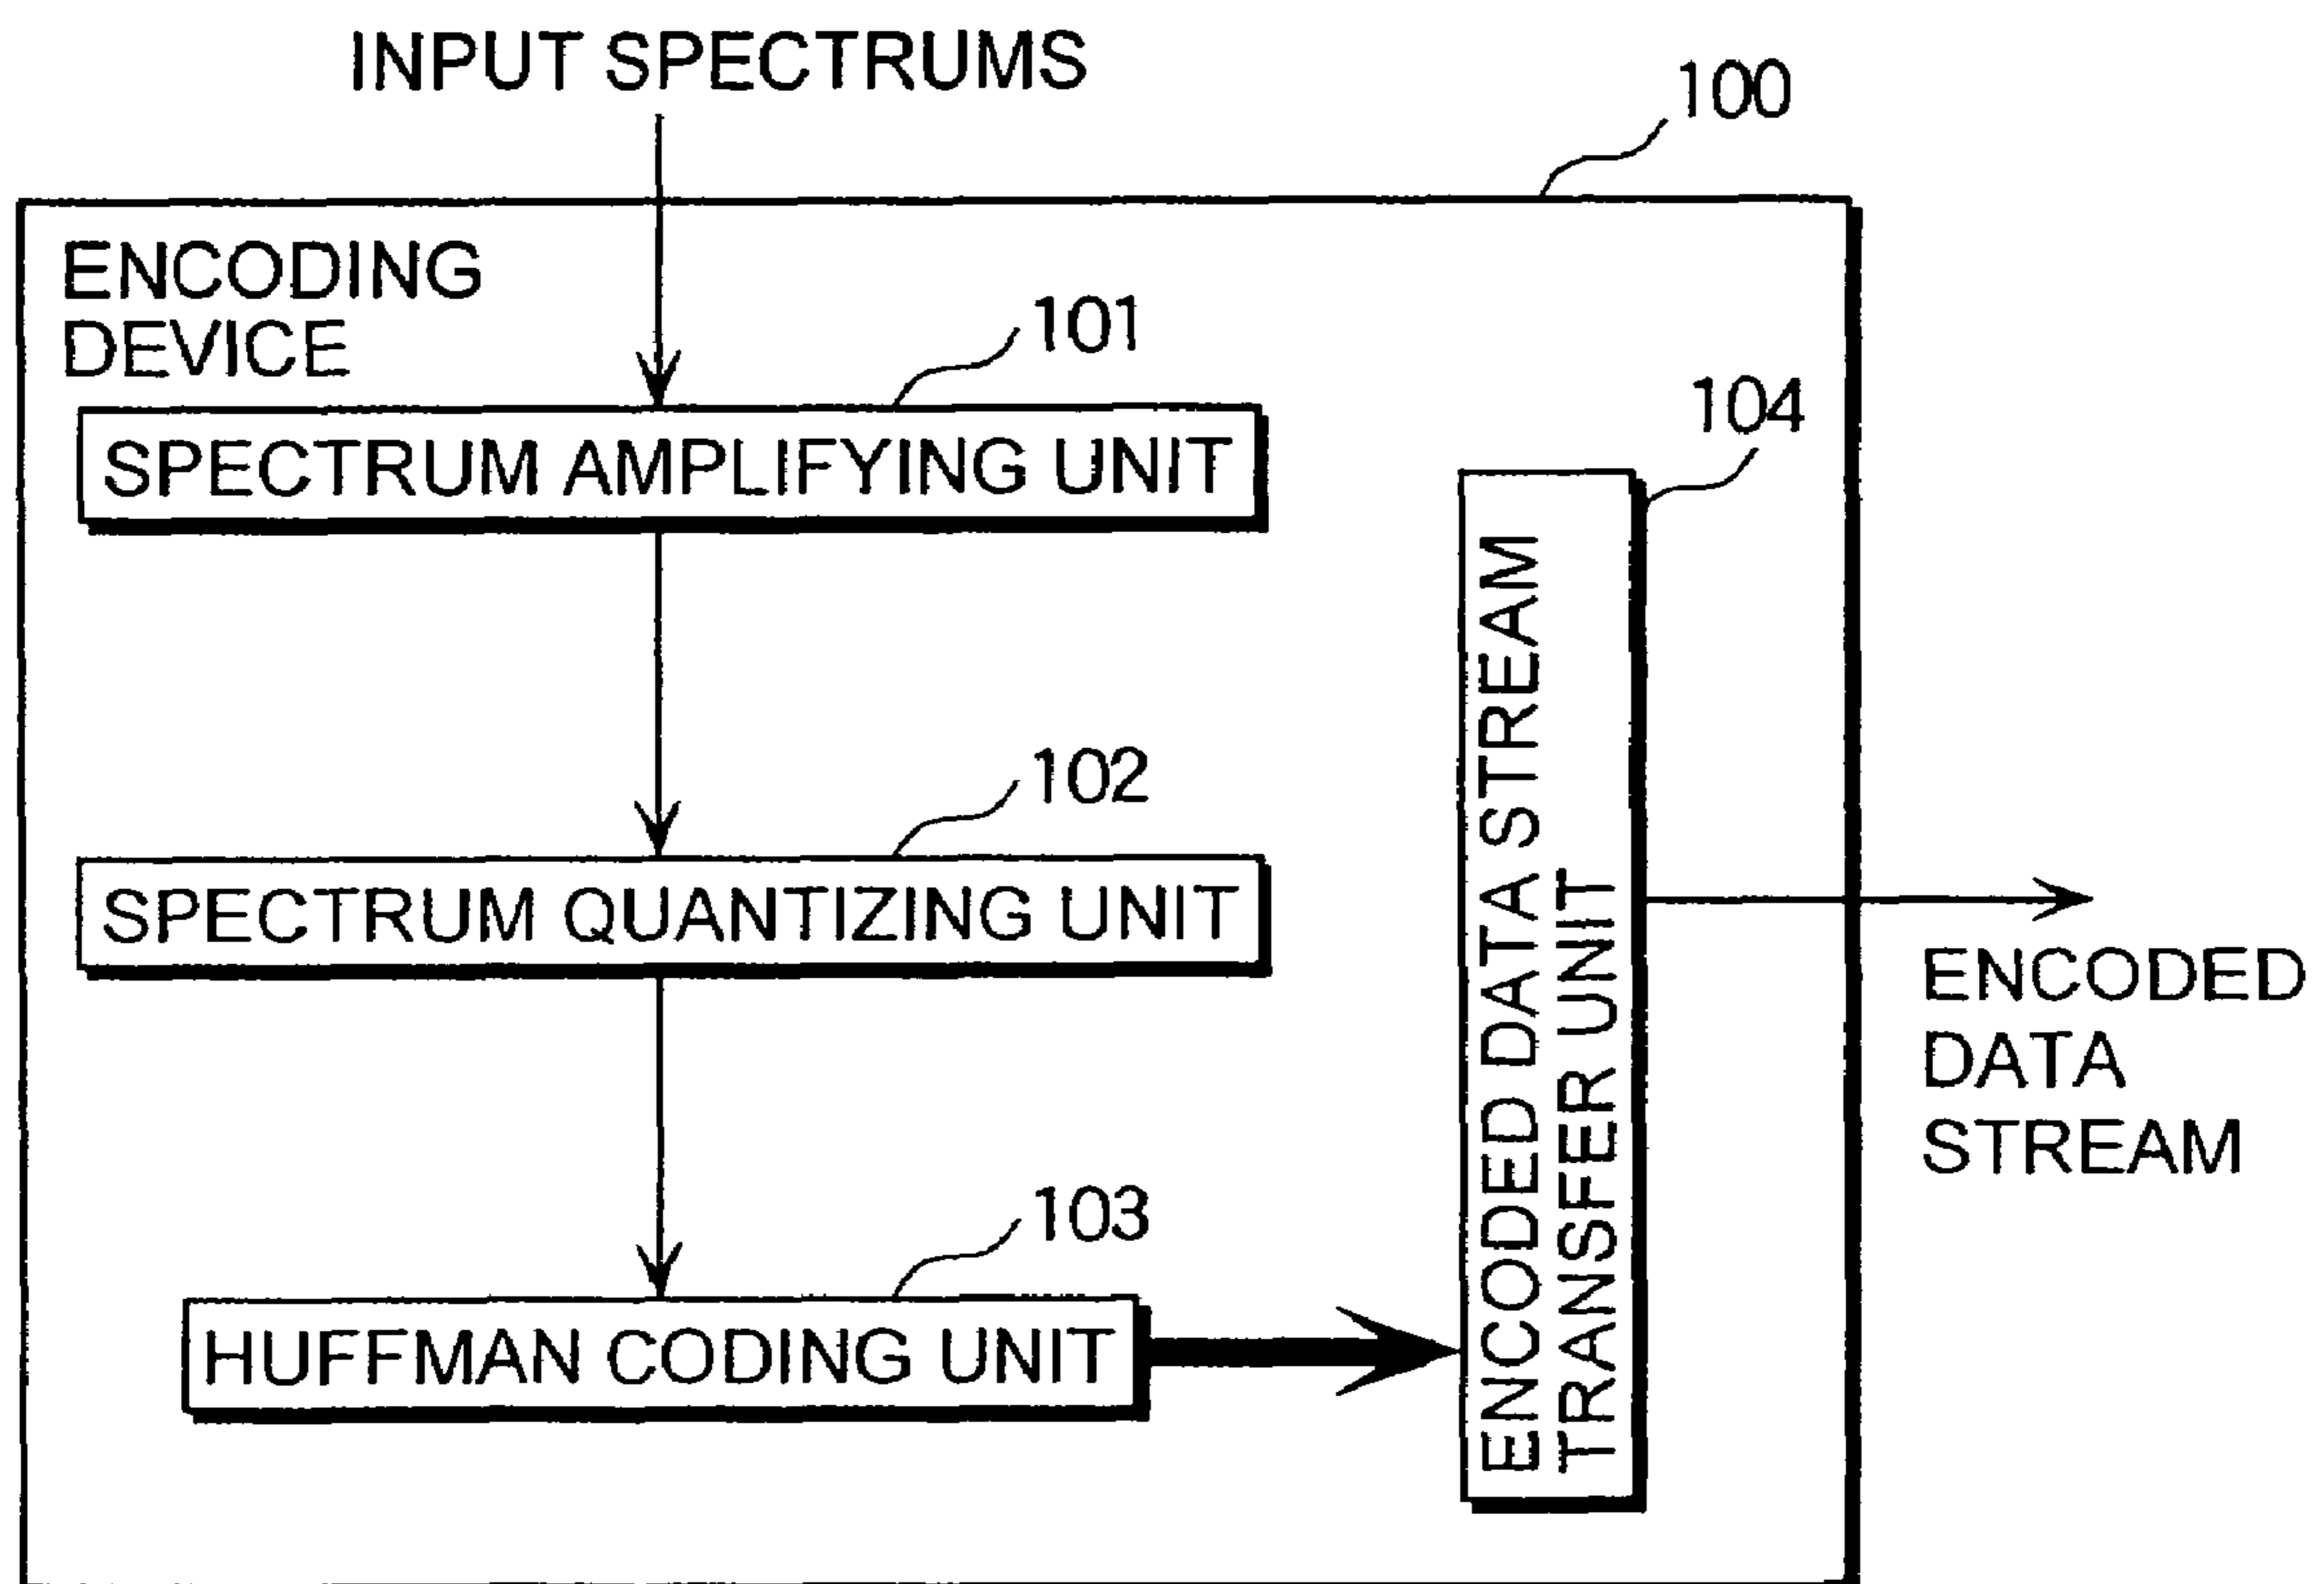 INPUT SPECTRUMS
100
ENCODING
DEVICE
101
SPECTRUM AMPLIFYING UNIT
104
102
SPECTRUM QUANTIZING UNIT
ENCODED DATA STREAM
TRANSFER UNIT
ENCODED
DATA
STREAM
103
HUFFMAN CODING UNIT